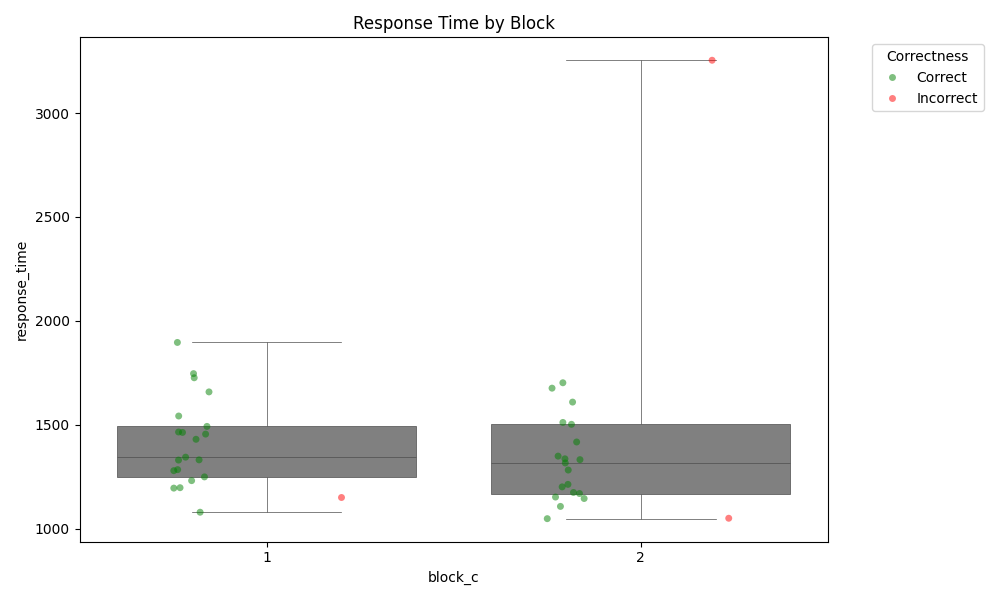 Response Time by Block
Correctness
Correct
Incorrect
3000
2500
2000
1500
1000
response_time
1
2
block_c